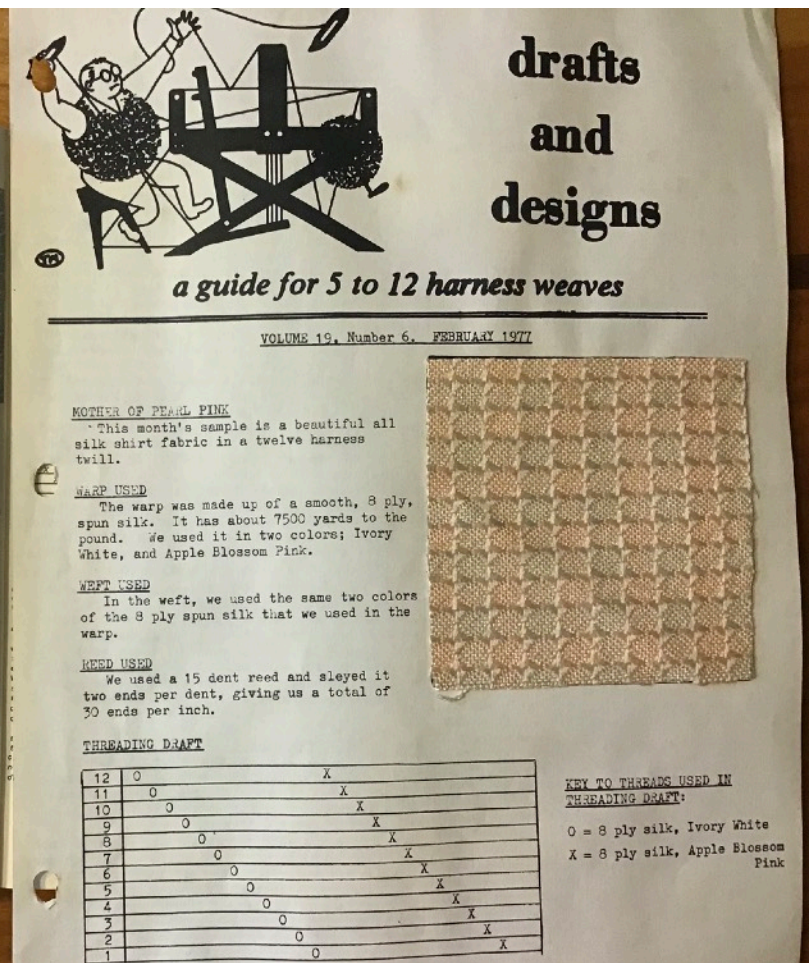 drafts
and
designs
TM
a guide for 5 to 12 harness weaves
VOLUME 19, Number 6. FEBRUARY 1977
MOTHER OF PEARL PINK
This month's sample is a beautiful all
silk shirt fabric in a twelve harness
twill.
WARP USED
The warp was made up of a smooth, 8 ply,
spun silk. It has about 7500 yards to the
pound. We used it in two colors; Ivory
White, and Apple Blossom Pink.
WEFT USED
In the weft, we used the same two colors
of the 8 ply spun silk that we used in the
warp.
REED USED
We used a 15 dent reed and sleyed it
two ends per dent, giving us a total of
30 ends per inch.
THREADING DRAFT
12 O X
11 O X
10 O X
9 O X
8 O X
7 O X
6 O X
5 O X
4 O X
3 O X
2 O X
1 O
KEY TO THREADS USED IN
THREADING DRAFT:
O = 8 ply silk, Ivory White
X = 8 ply silk, Apple Blossom
Pink